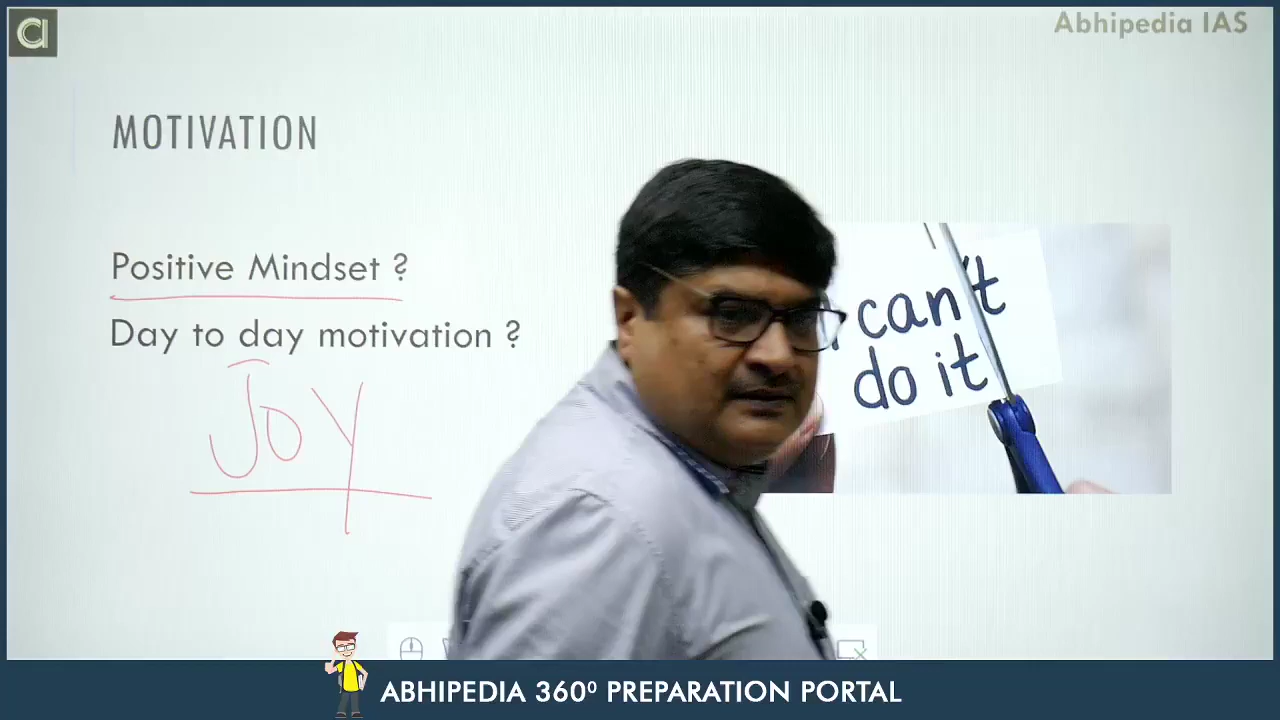 Abhipedia IAS
MOTIVATION
Positive Mindset ?
Day to day motivation ?
JOY
can't
do it
ABHIPEDIA 360⁰ PREPARATION PORTAL